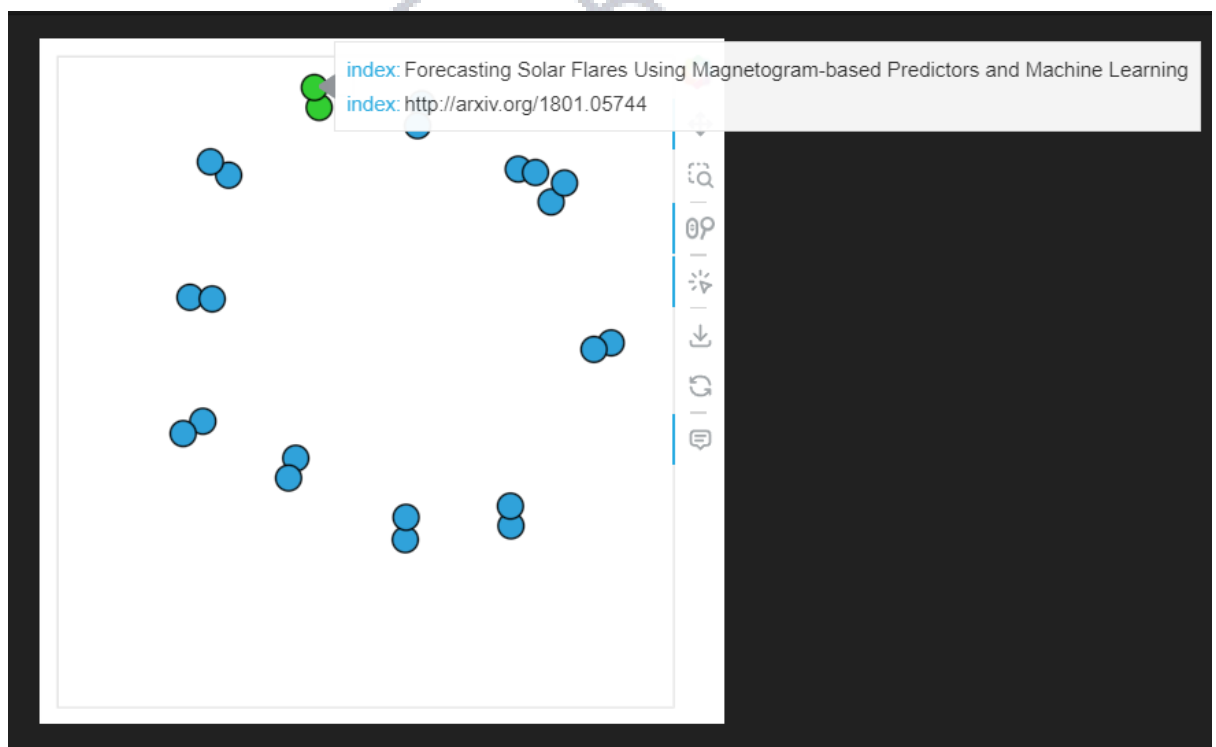 index: Forecasting Solar Flares Using Magnetogram-based Predictors and Machine Learning
index: http://arxiv.org/1801.05744